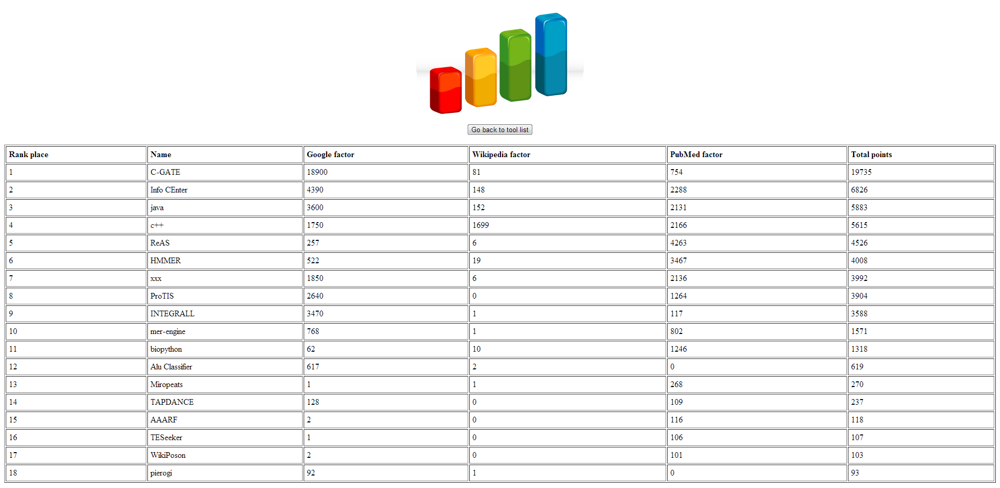 Go back to tool list
Rank place Name Google factor Wikipedia factor PubMed factor Total points
1 C-GATE 18900 81 754 19735
2 Info CEnter 4390 148 2288 6826
3 java 3600 152 2131 5883
4 c++ 1750 1699 2166 5615
5 ReAS 257 6 4263 4526
6 HMMER 522 19 3467 4008
7 xxx 1850 6 2136 3992
8 ProTIS 2640 0 1264 3904
9 INTEGRALL 3470 1 117 3588
10 mer-engine 768 1 802 1571
11 biopython 62 10 1246 1318
12 Alu Classifier 617 2 0 619
13 Miropeats 1 1 268 270
14 TAPDANCE 128 0 109 237
15 AAARF 2 0 116 118
16 TESeeker 1 0 106 107
17 WikiPoson 2 0 101 103
18 pierogi 92 1 0 93